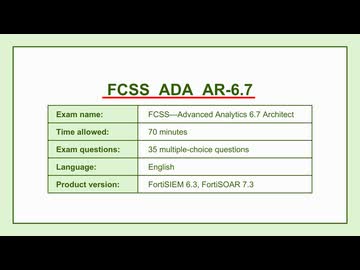 FCSS ADA AR-6.7
Exam name: FCSS—Advanced Analytics 6.7 Architect
Time allowed: 70 minutes
Exam questions: 35 multiple-choice questions
Language: English
Product version: FortiSIEM 6.3, FortiSOAR 7.3